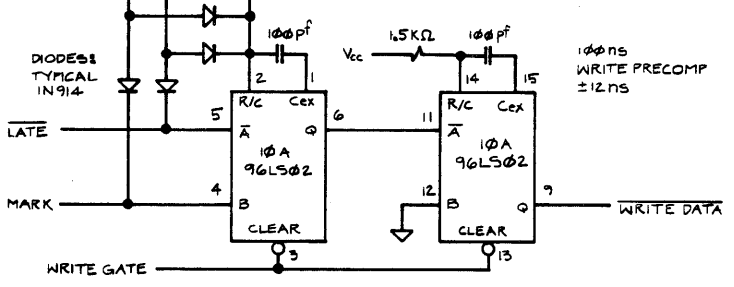 100pf
1.5KΩ
100pf
Vcc
100ns
WRITE PRECOMP
±12ns
DIODES:
TYPICAL
IN914
2
1
14
15
R/C
Cex
R/C
Cex
5
6
11
LATE
A
Q
A
10A
96LS02
10A
96LS02
4
12
9
MARK
B
B
Q
WRITE DATA
CLEAR
CLEAR
3
13
WRITE GATE